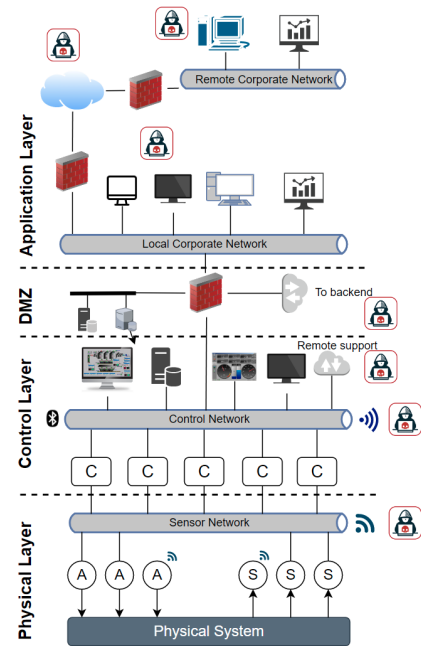 Remote Corporate Network
Application Layer
Local Corporate Network
DMZ
To backend
Control Layer
Remote support
Control Network
C
C
C
C
C
Physical Layer
Sensor Network
A
A
A
S
S
S
Physical System